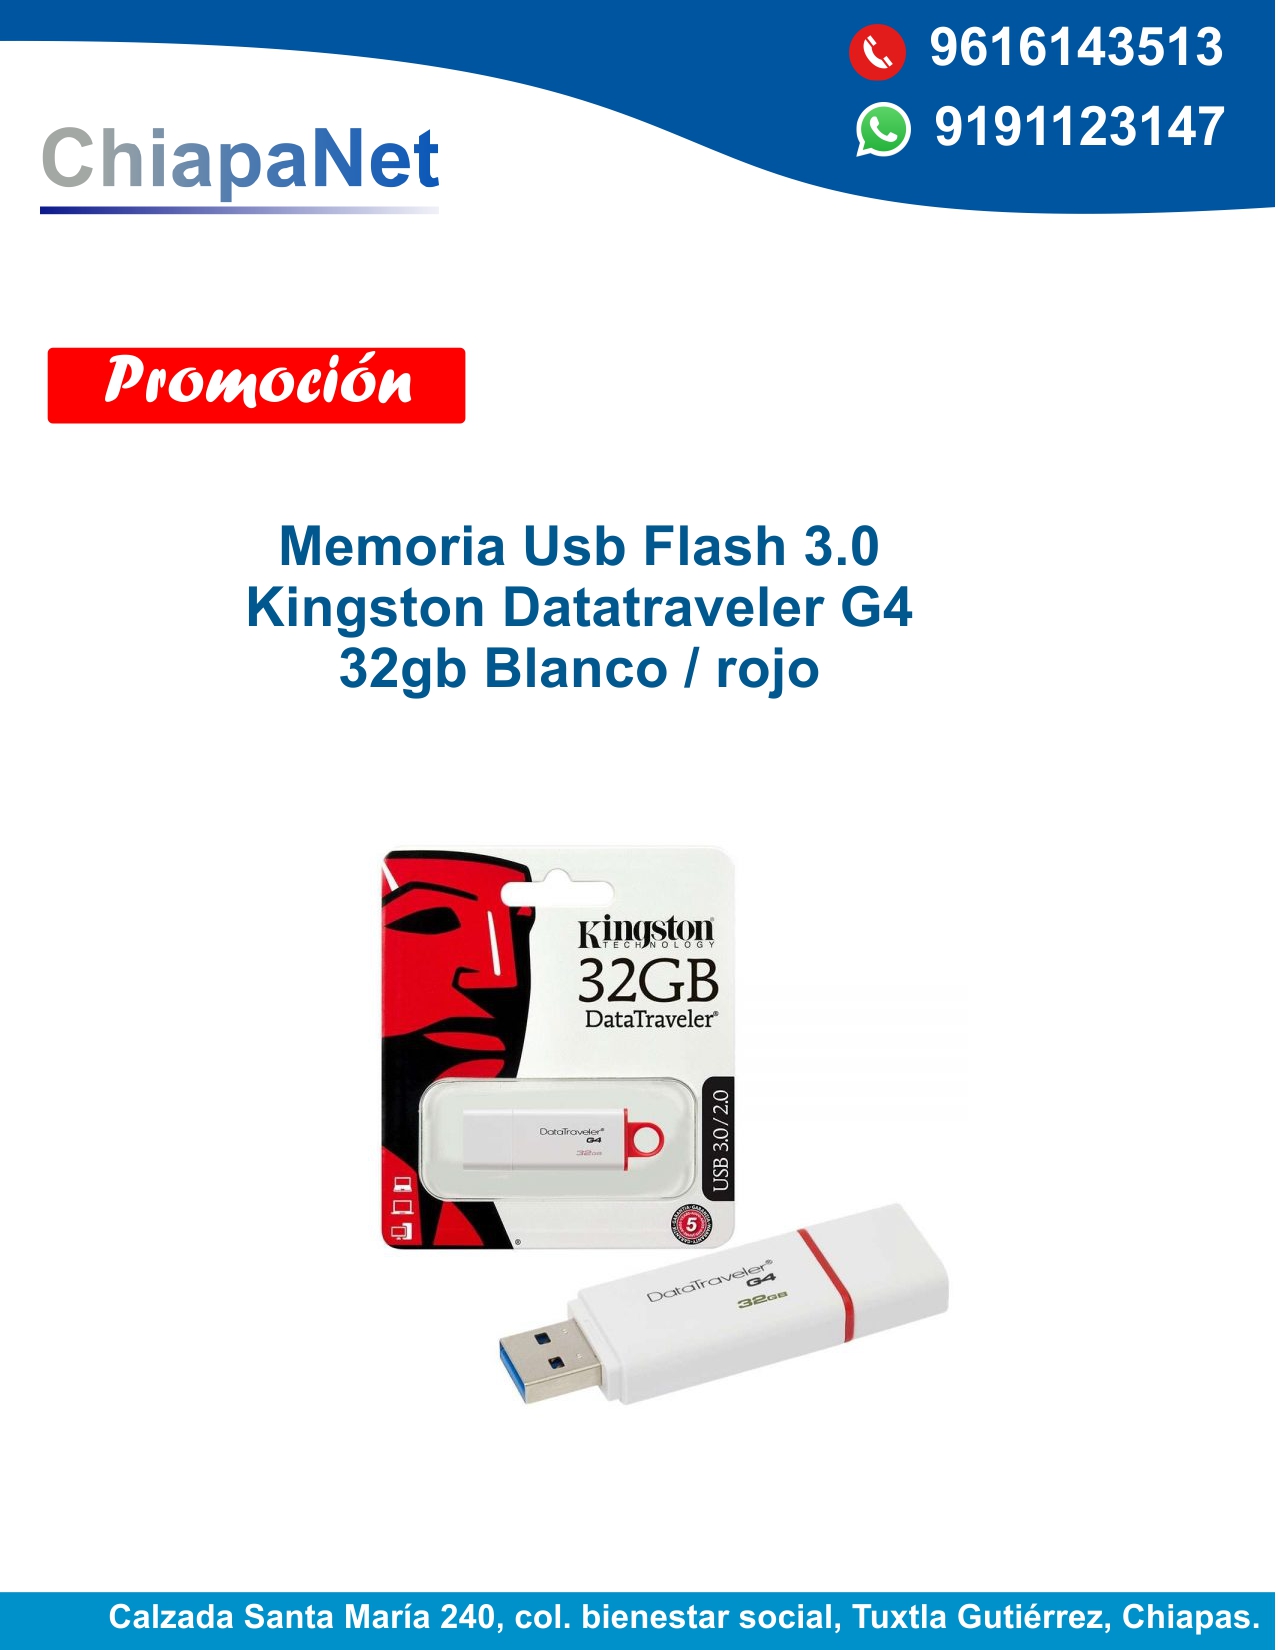 9616143513
9191123147
ChiapaNet
Promoción
Memoria Usb Flash 3.0
Kingston Datatraveler G4
32gb Blanco / rojo
Kingston
TECHNOLOGY
32GB
DataTraveler®
USB 3.0 / 2.0
DataTraveler®
G4
32GB
5
DataTraveler®
G4
32GB
Calzada Santa María 240, col. bienestar social, Tuxtla Gutiérrez, Chiapas.